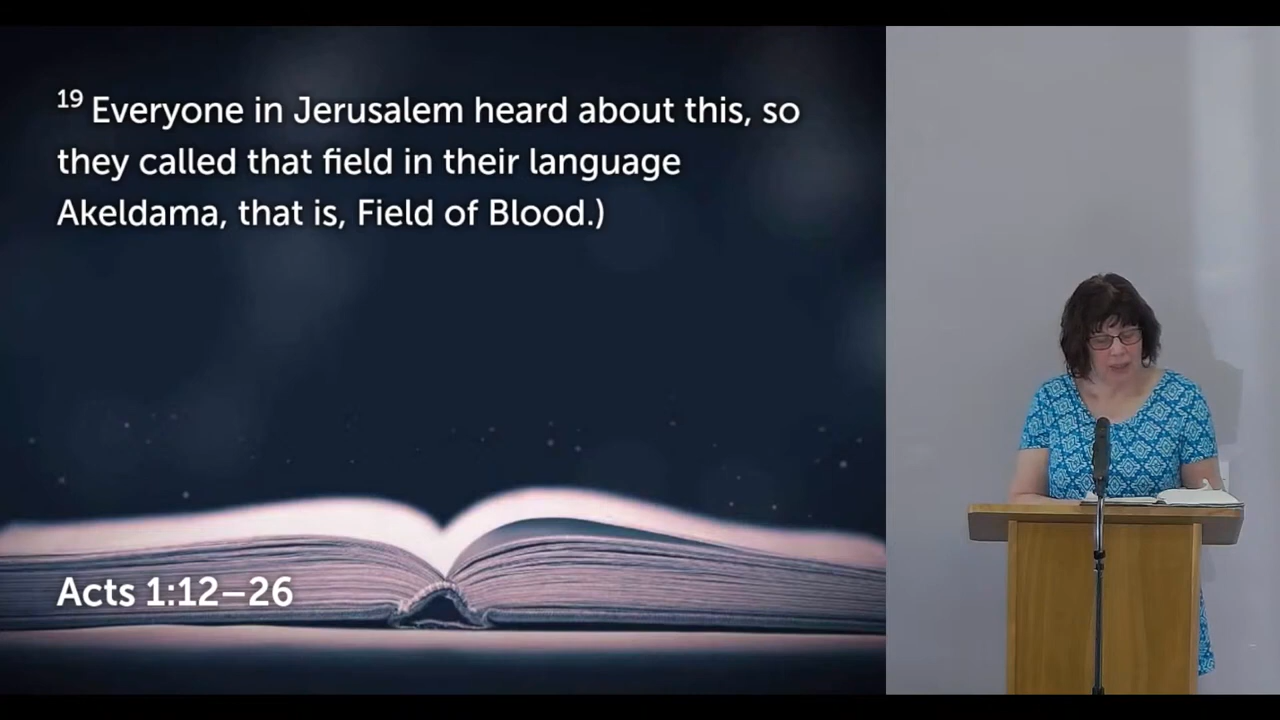 19 Everyone in Jerusalem heard about this, so
they called that field in their language
Akeldama, that is, Field of Blood.)
Acts 1:12–26